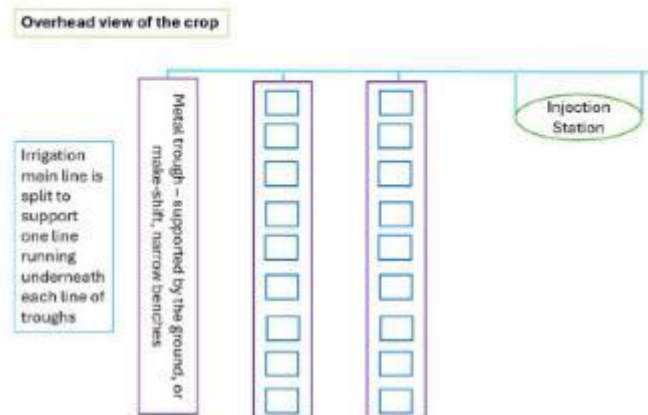 Overhead view of the crop
Injection
Station
Irrigation
main line is
split to
support
one line
running
underneath
each line of
troughs
Metal trough – supported by the ground, or
make-shift, narrow benches